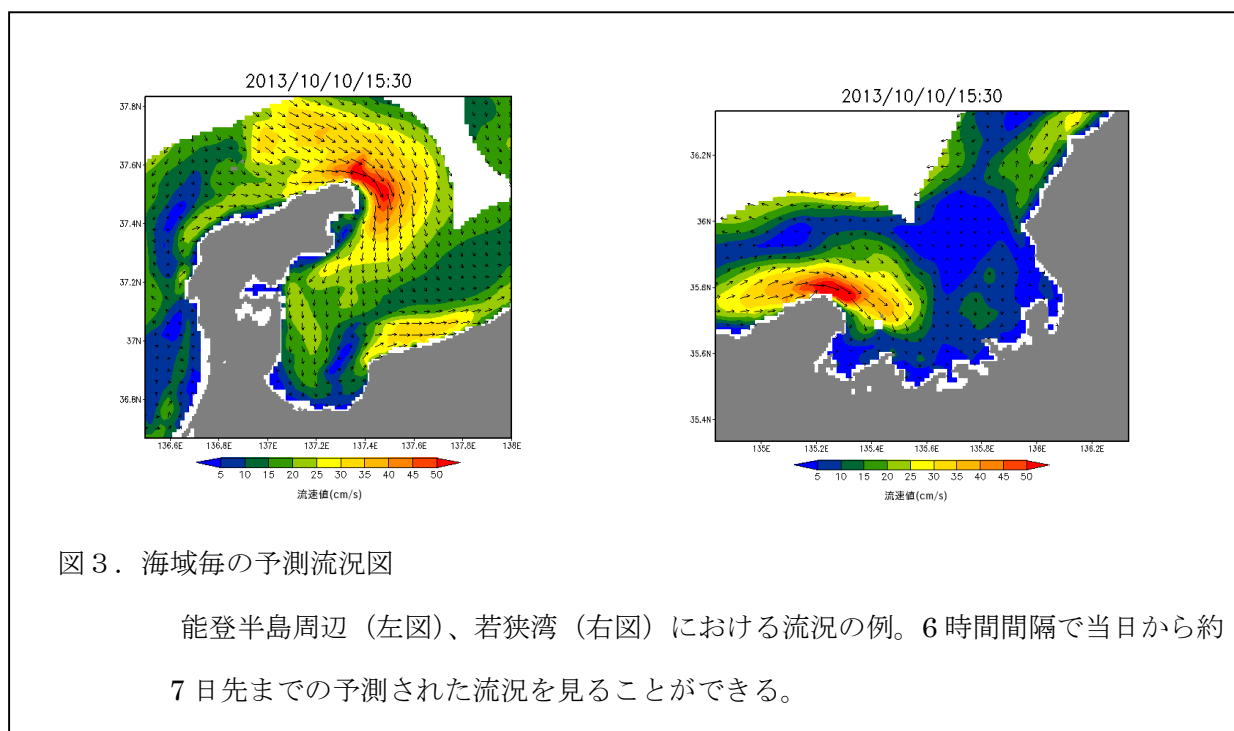 2013/10/10/15:30
37.8N
37.6N
37.4N
37.2N
37N
36.8N
136.6E 136.8E 137E 137.2E 137.4E 137.6E 137.8E 138E
5 10 15 20 25 30 35 40 45 50
流速値(cm/s)
2013/10/10/15:30
36.2N
36N
35.8N
35.6N
35.4N
135E 135.2E 135.4E 135.6E 135.8E 136E 136.2E
5 10 15 20 25 30 35 40 45 50
流速値(cm/s)
図3．海域毎の予測流況図
能登半島周辺（左図）、若狭湾（右図）における流況の例。6時間間隔で当日から約
7日先までの予測された流況を見ることができる。